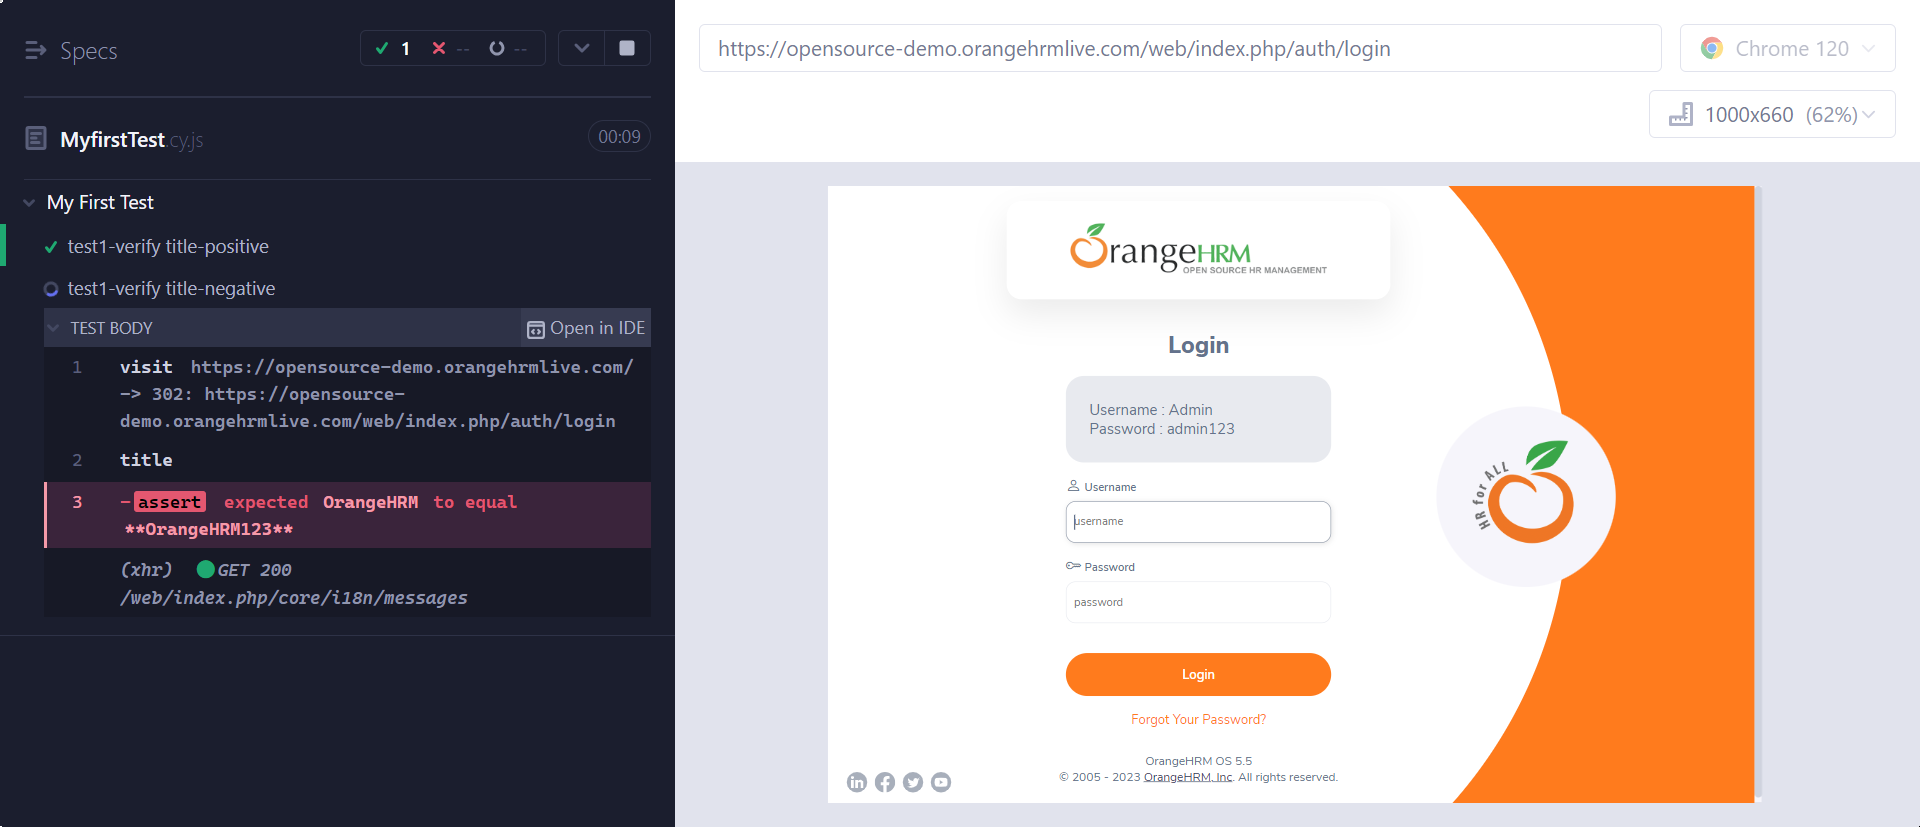 Specs
1 -- --
MyfirstTest.cy.js
00:09
My First Test
test1-verify title-positive
test1-verify title-negative
TEST BODY
Open in IDE
1 visit https://opensource-demo.orangehrmlive.com/
-> 302: https://opensource-
demo.orangehrmlive.com/web/index.php/auth/login
2 title
3 -assert expected OrangeHRM to equal
**OrangeHRM123**
(xhr) GET 200
/web/index.php/core/i18n/messages
https://opensource-demo.orangehrmlive.com/web/index.php/auth/login
Chrome 120
1000x660 (62%)
OrangeHRM
OPEN SOURCE HR MANAGEMENT
Login
Username : Admin
Password : admin123
Username
username
Password
password
Login
Forgot Your Password?
OrangeHRM OS 5.5
© 2005 - 2023 OrangeHRM, Inc. All rights reserved.
HR for ALL